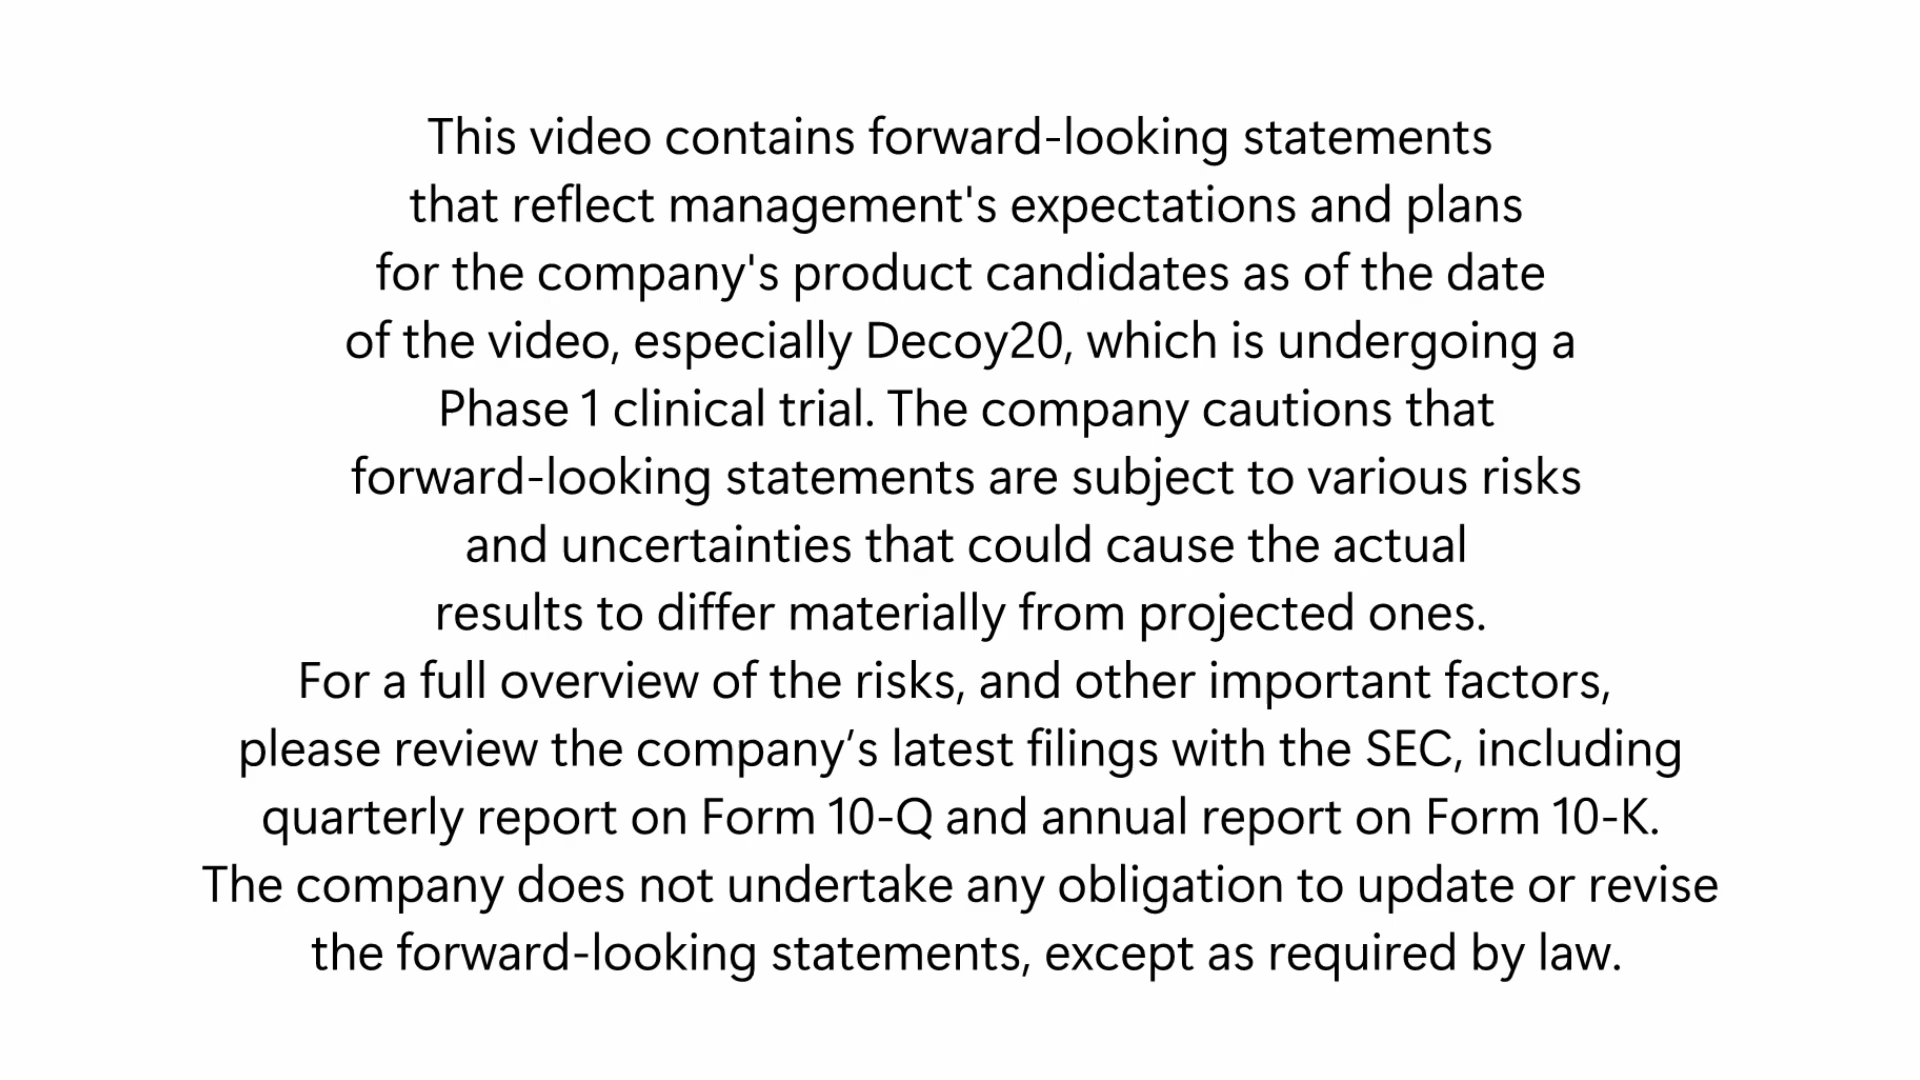 This video contains forward-looking statements
that reflect management's expectations and plans
for the company's product candidates as of the date
of the video, especially Decoy20, which is undergoing a
Phase 1 clinical trial. The company cautions that
forward-looking statements are subject to various risks
and uncertainties that could cause the actual
results to differ materially from projected ones.
For a full overview of the risks, and other important factors,
please review the company’s latest filings with the SEC, including
quarterly report on Form 10-Q and annual report on Form 10-K.
The company does not undertake any obligation to update or revise
the forward-looking statements, except as required by law.